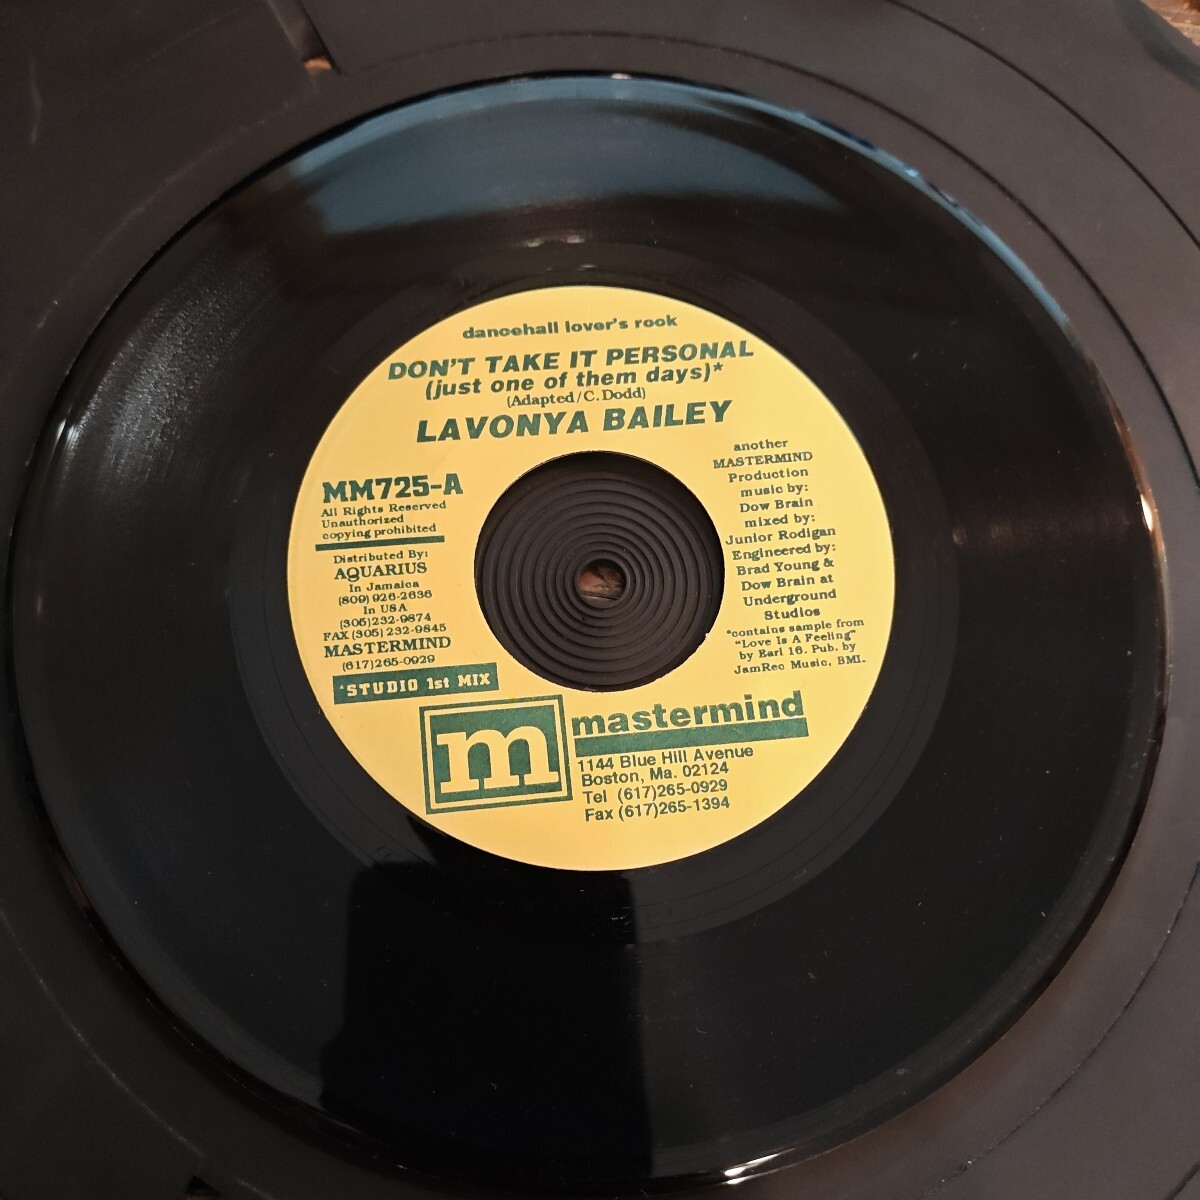 dancehall lover's rock
DON'T TAKE IT PERSONAL
(just one of them days)*
(Adapted/C. Dodd)
LAVONYA BAILEY
MM725-A
All Rights Reserved
Unauthorized
copying prohibited
Distributed By:
AQUARIUS
In Jamaica
(809) 926-2636
In USA
(305) 232-9874
FAX (305) 232-9845
MASTERMIND
(617) 265-0929
*STUDIO 1st MIX
another
MASTERMIND
Production
music by:
Dow Brain
mixed by:
Junior Rodigan
Engineered by:
Brad Young &
Dow Brain at
Underground
Studios
*contains sample from
"Love Is A Feeling"
by Earl 16. Pub. by
JamRec Music, BMI.
m mastermind
1144 Blue Hill Avenue
Boston, Ma. 02124
Tel (617)265-0929
Fax (617)265-1394